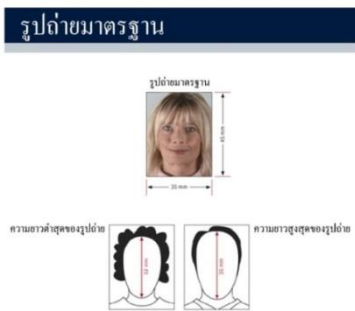 รูปถ่ายมาตรฐาน
รูปถ่ายมาตรฐาน
45 mm
35 mm
ความยาวต่ำสุดของรูปถ่าย
ความยาวสูงสุดของรูปถ่าย